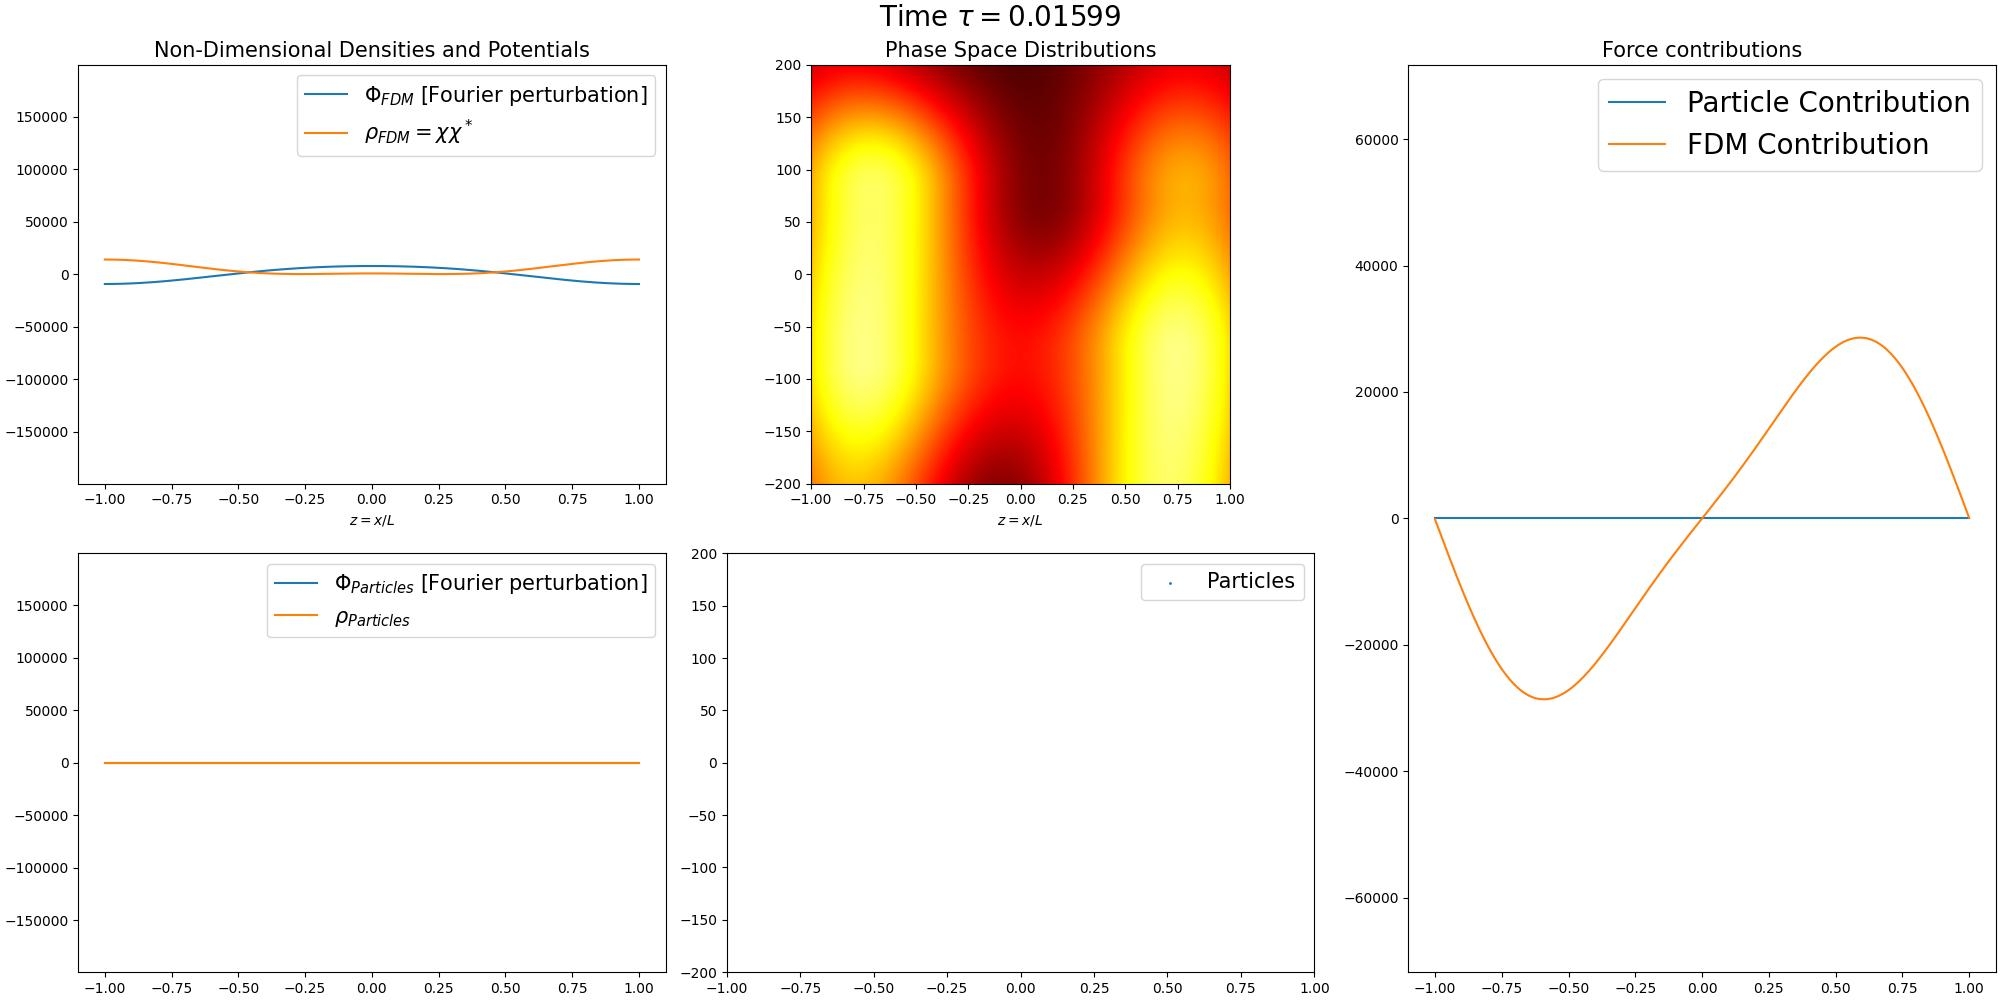 Time τ = 0.01599
Non-Dimensional Densities and Potentials
Φ_FDM [Fourier perturbation]
ρ_FDM = χχ*
150000
100000
50000
0
−50000
−100000
−150000
−1.00 −0.75 −0.50 −0.25 0.00 0.25 0.50 0.75 1.00
z = x/L
Phase Space Distributions
200
150
100
50
0
−50
−100
−150
−200
−1.00 −0.75 −0.50 −0.25 0.00 0.25 0.50 0.75 1.00
z = x/L
Force contributions
Particle Contribution
FDM Contribution
60000
40000
20000
0
−20000
−40000
−60000
−1.00 −0.75 −0.50 −0.25 0.00 0.25 0.50 0.75 1.00
Φ_Particles [Fourier perturbation]
ρ_Particles
150000
100000
50000
0
−50000
−100000
−150000
−1.00 −0.75 −0.50 −0.25 0.00 0.25 0.50 0.75 1.00
Particles
200
150
100
50
0
−50
−100
−150
−200
−1.00 −0.75 −0.50 −0.25 0.00 0.25 0.50 0.75 1.00